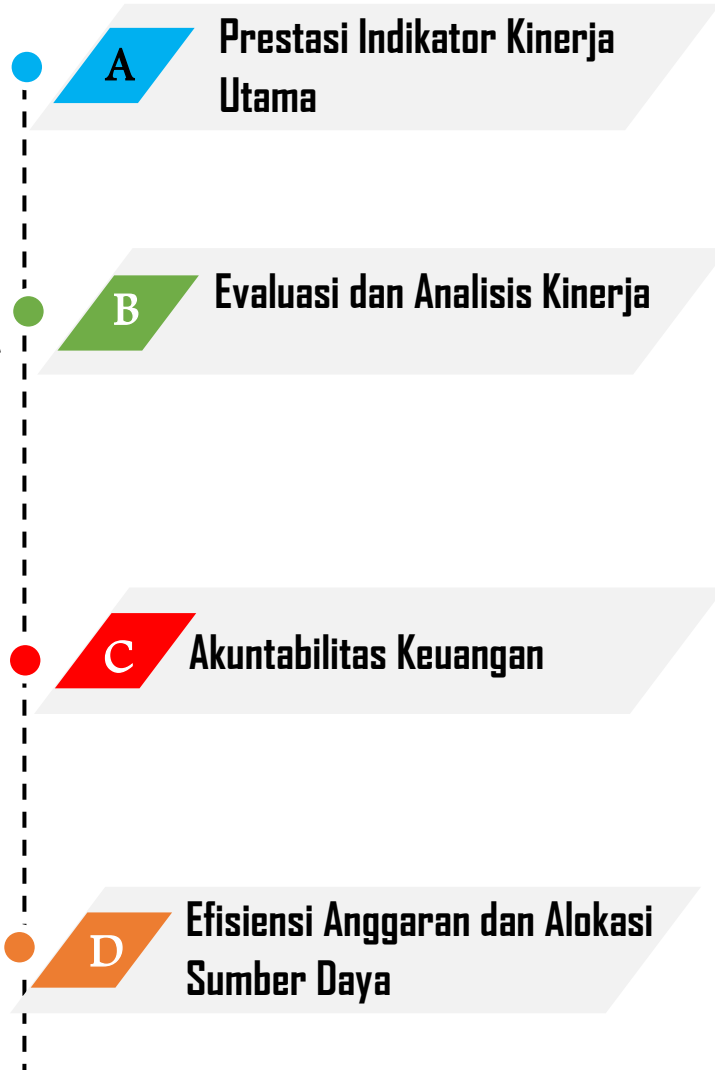 A
Prestasi Indikator Kinerja
Utama
B
Evaluasi dan Analisis Kinerja
C
Akuntabilitas Keuangan
D
Efisiensi Anggaran dan Alokasi
Sumber Daya